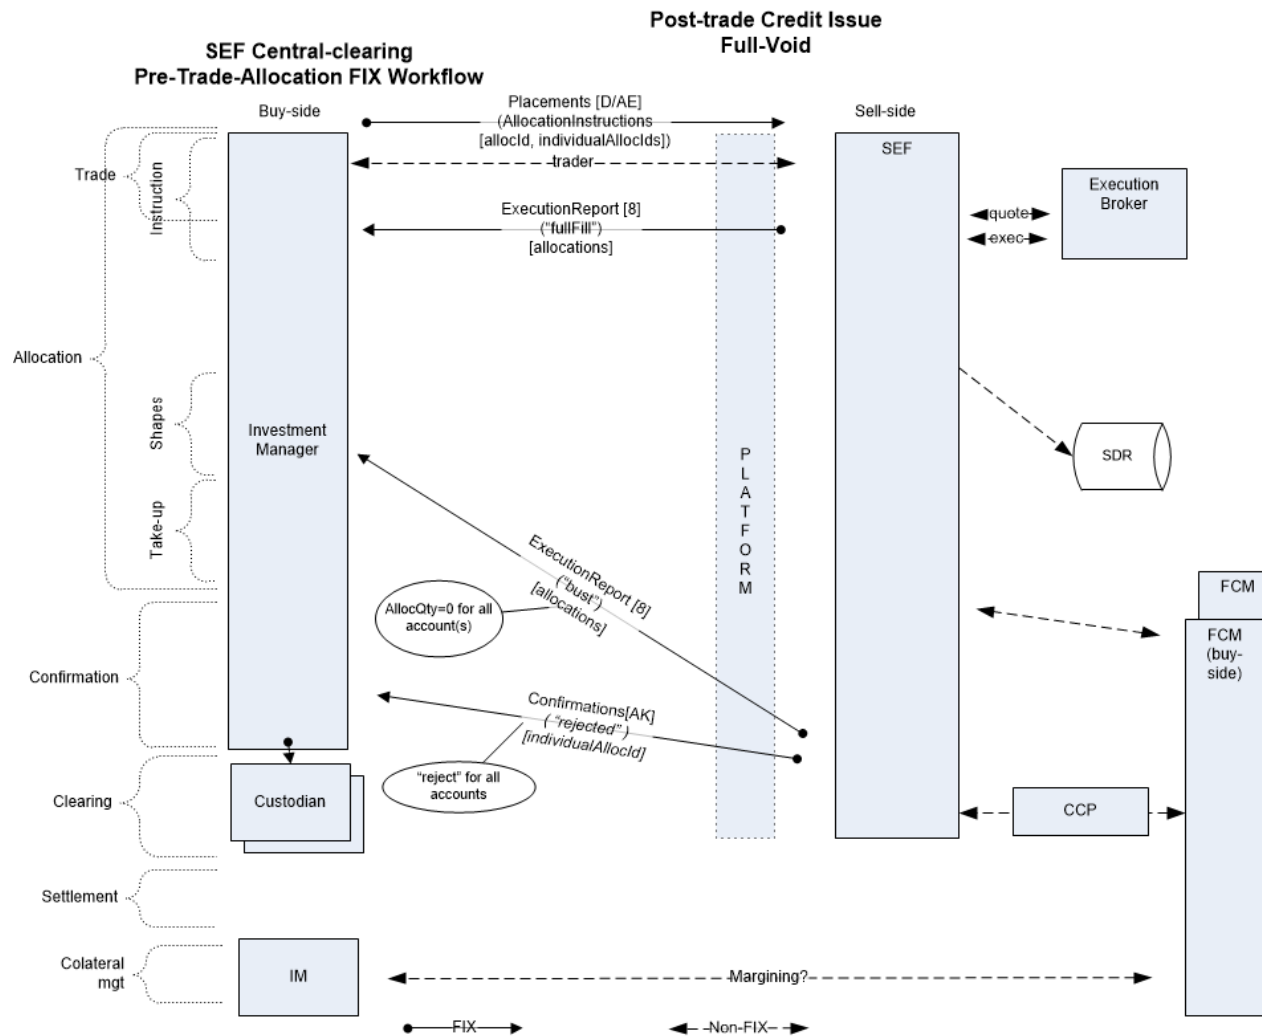 Post-trade Credit Issue
Full-Void
SEF Central-clearing
Pre-Trade-Allocation FIX Workflow
Buy-side
Placements [D/AE]
(AllocationInstructions
[allocId, individualAllocIds])
trader
Sell-side
SEF
Trade
Instruction
ExecutionReport [8]
("fullFill")
[allocations]
quote
exec
Execution
Broker
Allocation
Shapes
Take-up
Investment
Manager
PLATFORM
SDR
ExecutionReport [8]
("bust")
[allocations]
AllocQty=0 for all
account(s)
FCM
FCM
(buy-
side)
Confirmation
Confirmations[AK]
( "rejected" )
[individualAllocId]
"reject" for all
accounts
Clearing
Custodian
CCP
Settlement
Colateral
mgt
IM
Margining?
FIX
Non-FIX